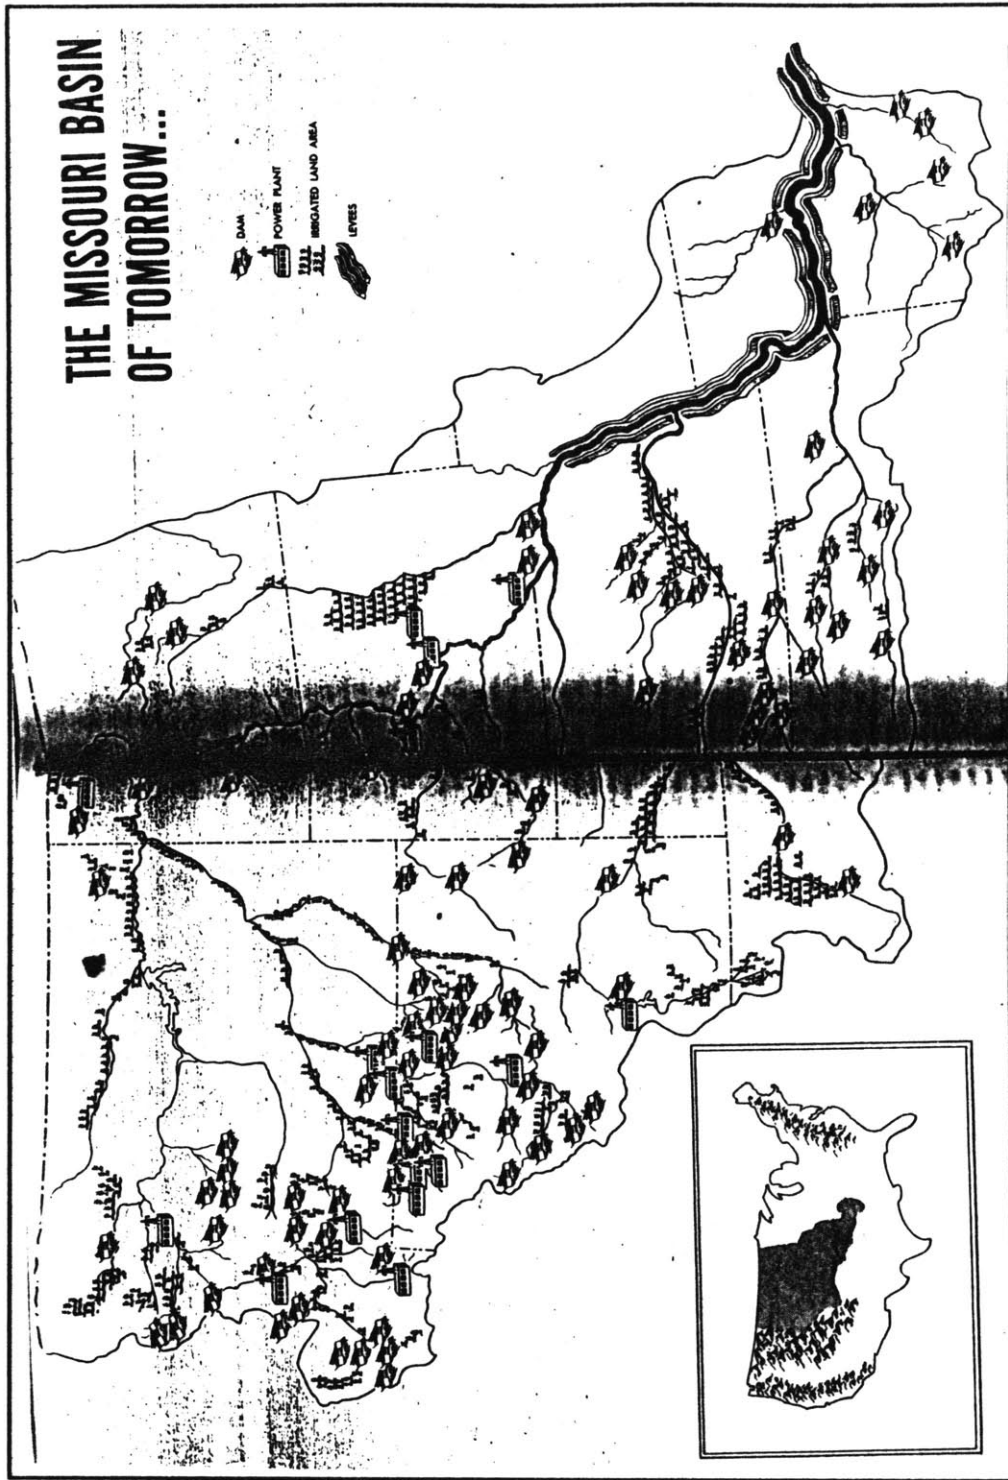 THE MISSOURI BASIN
OF TOMORROW...
DAM
POWER PLANT
IRRIGATED LAND AREA
LEVEES